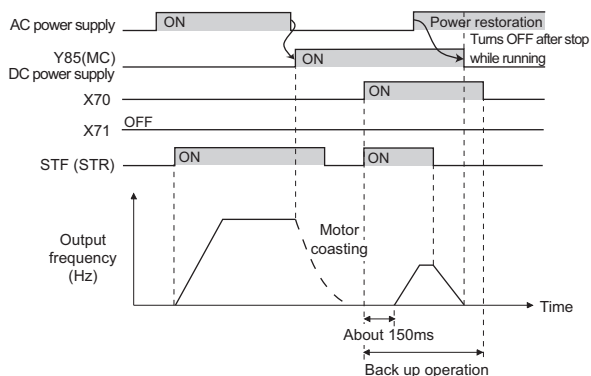 AC power supply
ON
Power restoration
Turns OFF after stop
while running
Y85(MC)
DC power supply
ON
X70
ON
X71
OFF
STF (STR)
ON
ON
Output
frequency
(Hz)
Motor
coasting
Time
About 150ms
Back up operation